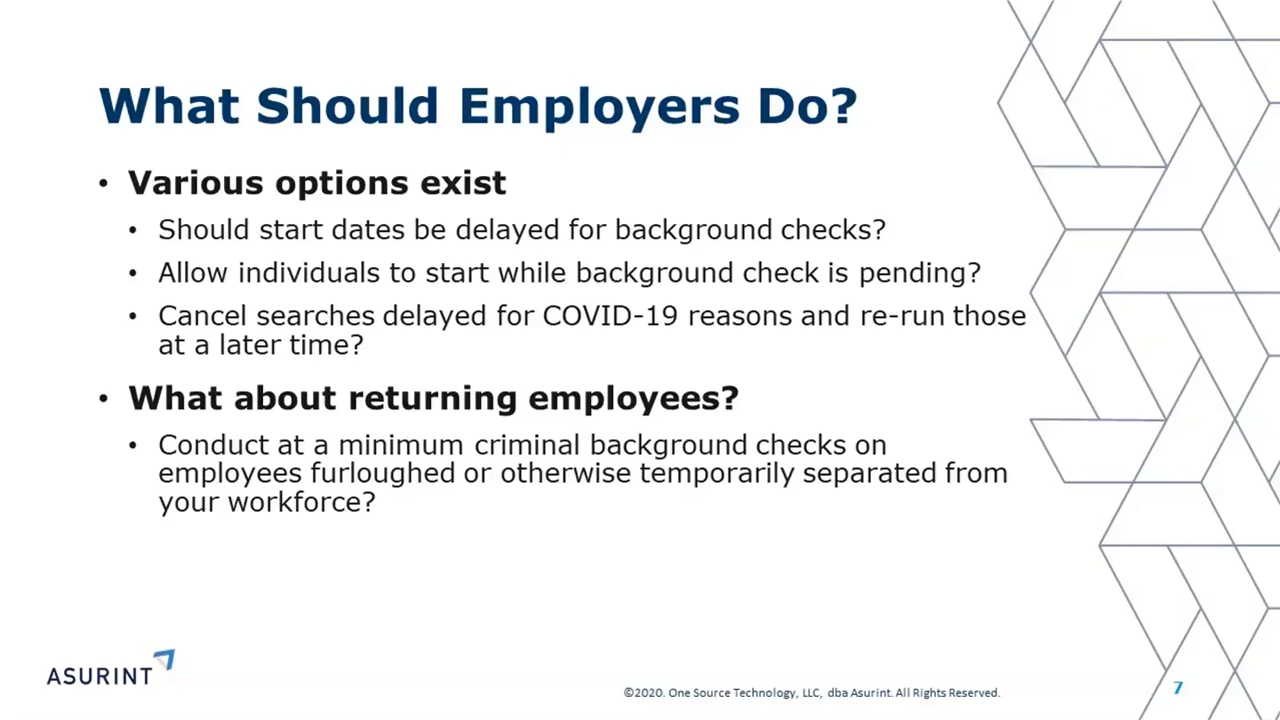 What Should Employers Do?
• Various options exist
• Should start dates be delayed for background checks?
• Allow individuals to start while background check is pending?
• Cancel searches delayed for COVID-19 reasons and re-run those
at a later time?
• What about returning employees?
• Conduct at a minimum criminal background checks on
employees furloughed or otherwise temporarily separated from
your workforce?
ASURINT
©2020. One Source Technology, LLC, dba Asurint. All Rights Reserved.
7